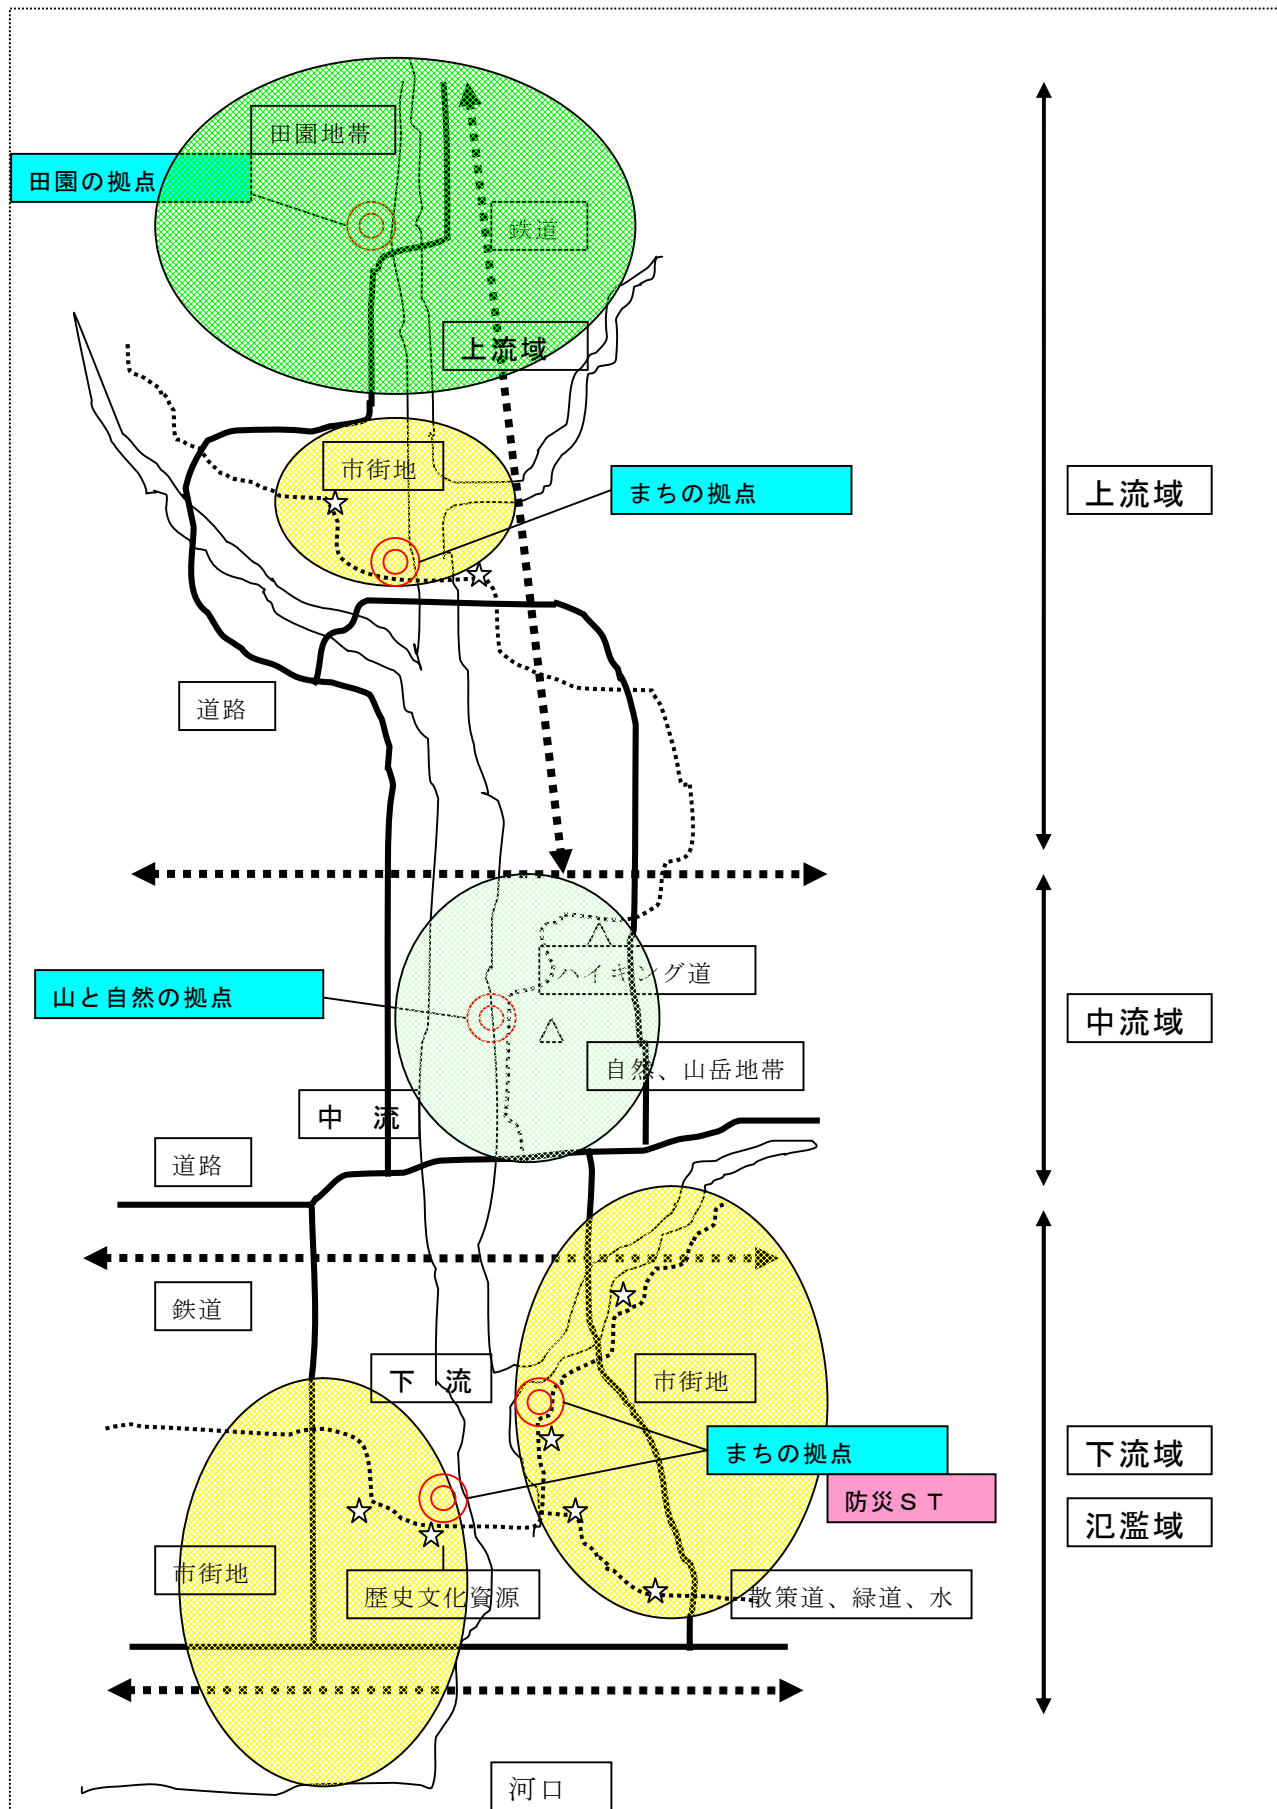 田園地帯
田園の拠点
鉄道
上流域
市街地
まちの拠点
上流域
道路
ハイキング道
山と自然の拠点
中流域
自然、山岳地帯
中　流
道路
鉄道
下　流
市街地
まちの拠点
下流域
防災ＳＴ
氾濫域
市街地
歴史文化資源
散策道、緑道、水
河口